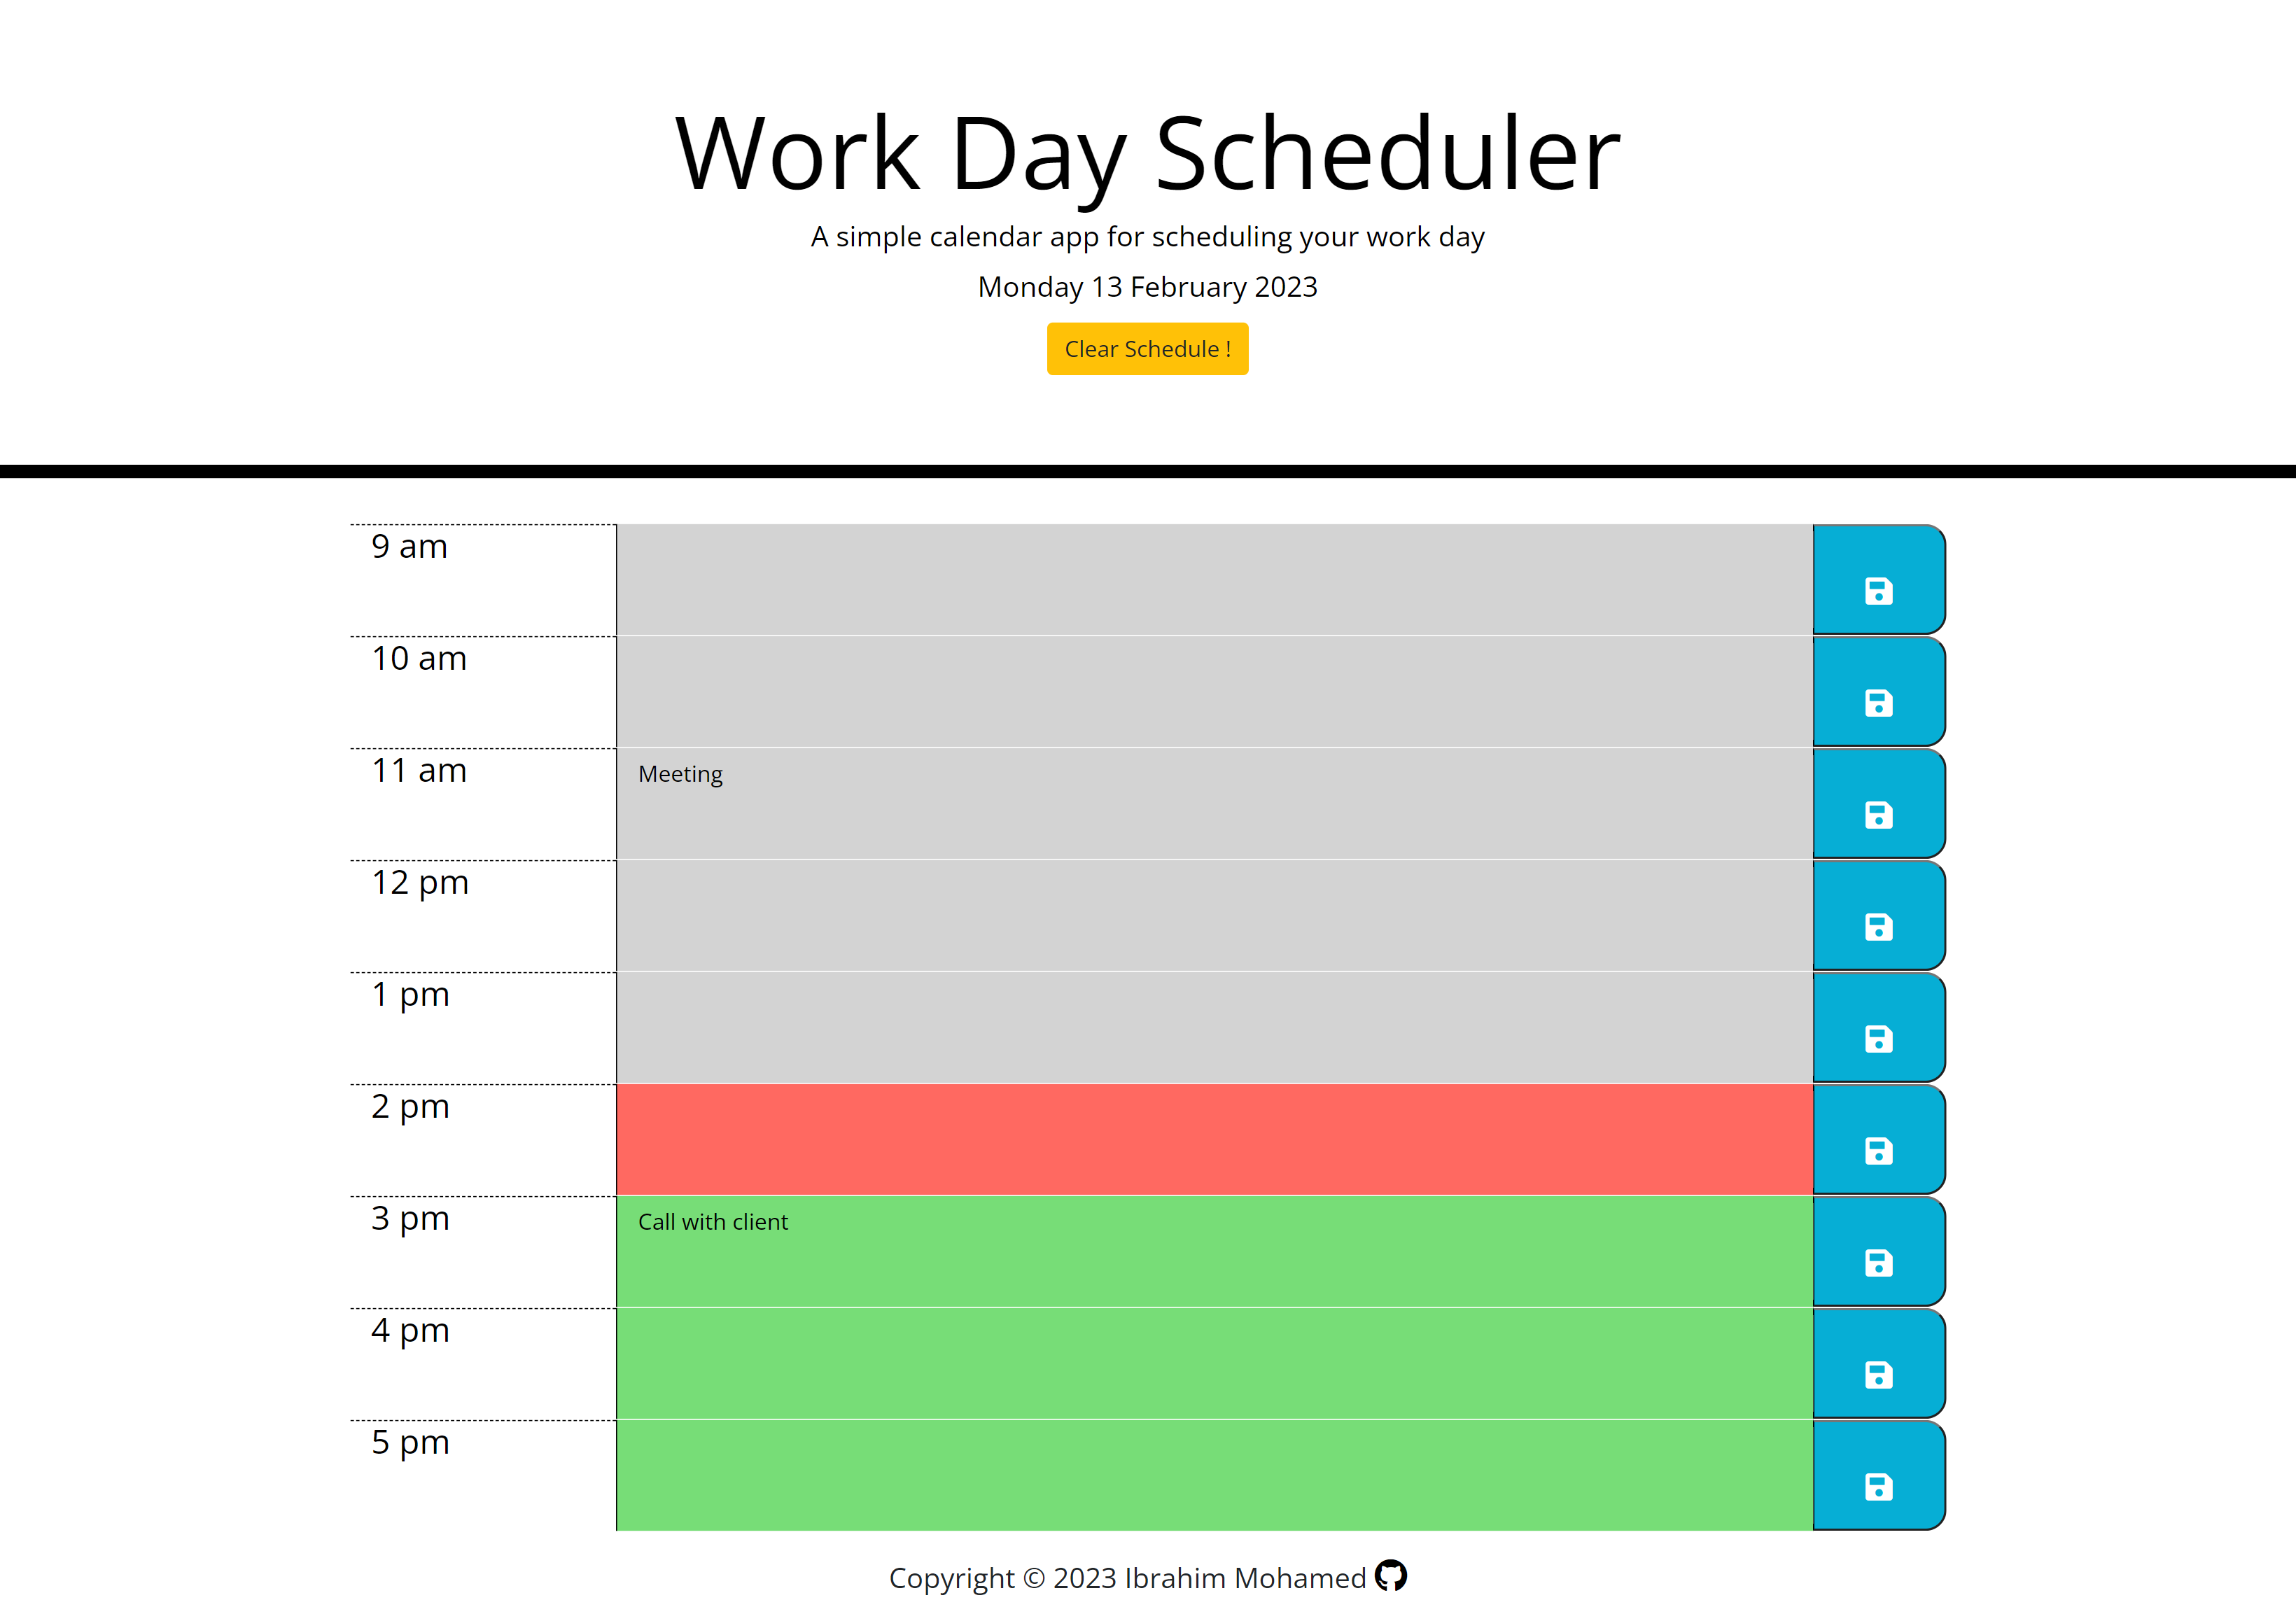 Work Day Scheduler
A simple calendar app for scheduling your work day
Monday 13 February 2023
Clear Schedule !
9 am
10 am
11 am Meeting
12 pm
1 pm
2 pm
3 pm Call with client
4 pm
5 pm
Copyright © 2023 Ibrahim Mohamed